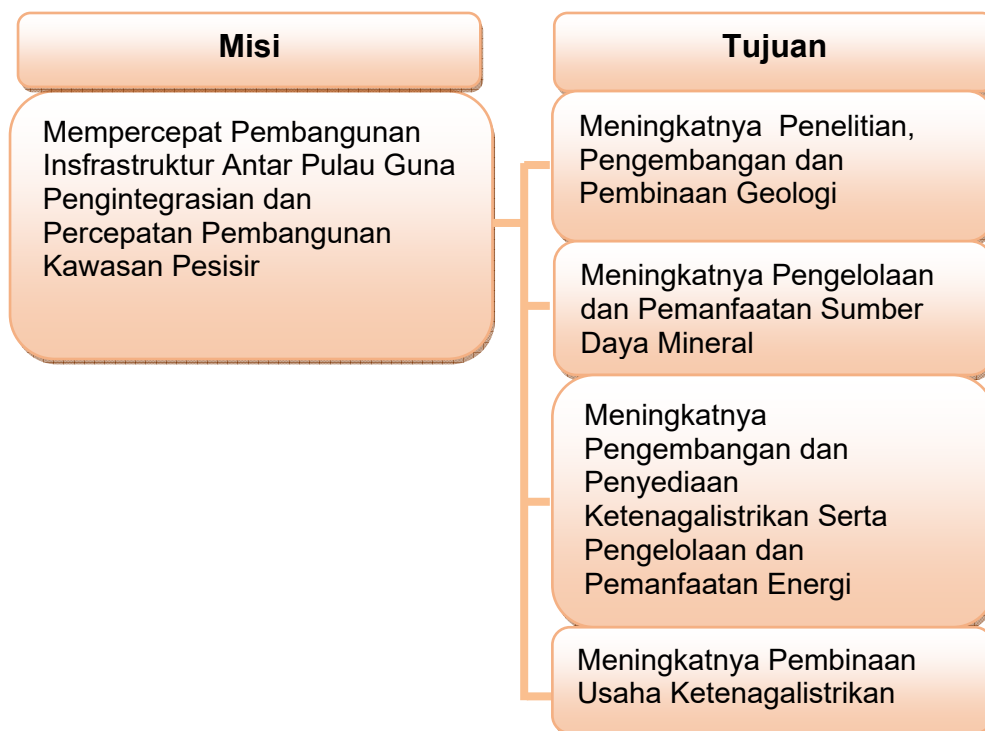 Misi
Mempercepat Pembangunan
Insfrastruktur Antar Pulau Guna
Pengintegrasian dan
Percepatan Pembangunan
Kawasan Pesisir
Tujuan
Meningkatnya Penelitian,
Pengembangan dan
Pembinaan Geologi
Meningkatnya Pengelolaan
dan Pemanfaatan Sumber
Daya Mineral
Meningkatnya
Pengembangan dan
Penyediaan
Ketenagalistrikan Serta
Pengelolaan dan
Pemanfaatan Energi
Meningkatnya Pembinaan
Usaha Ketenagalistrikan